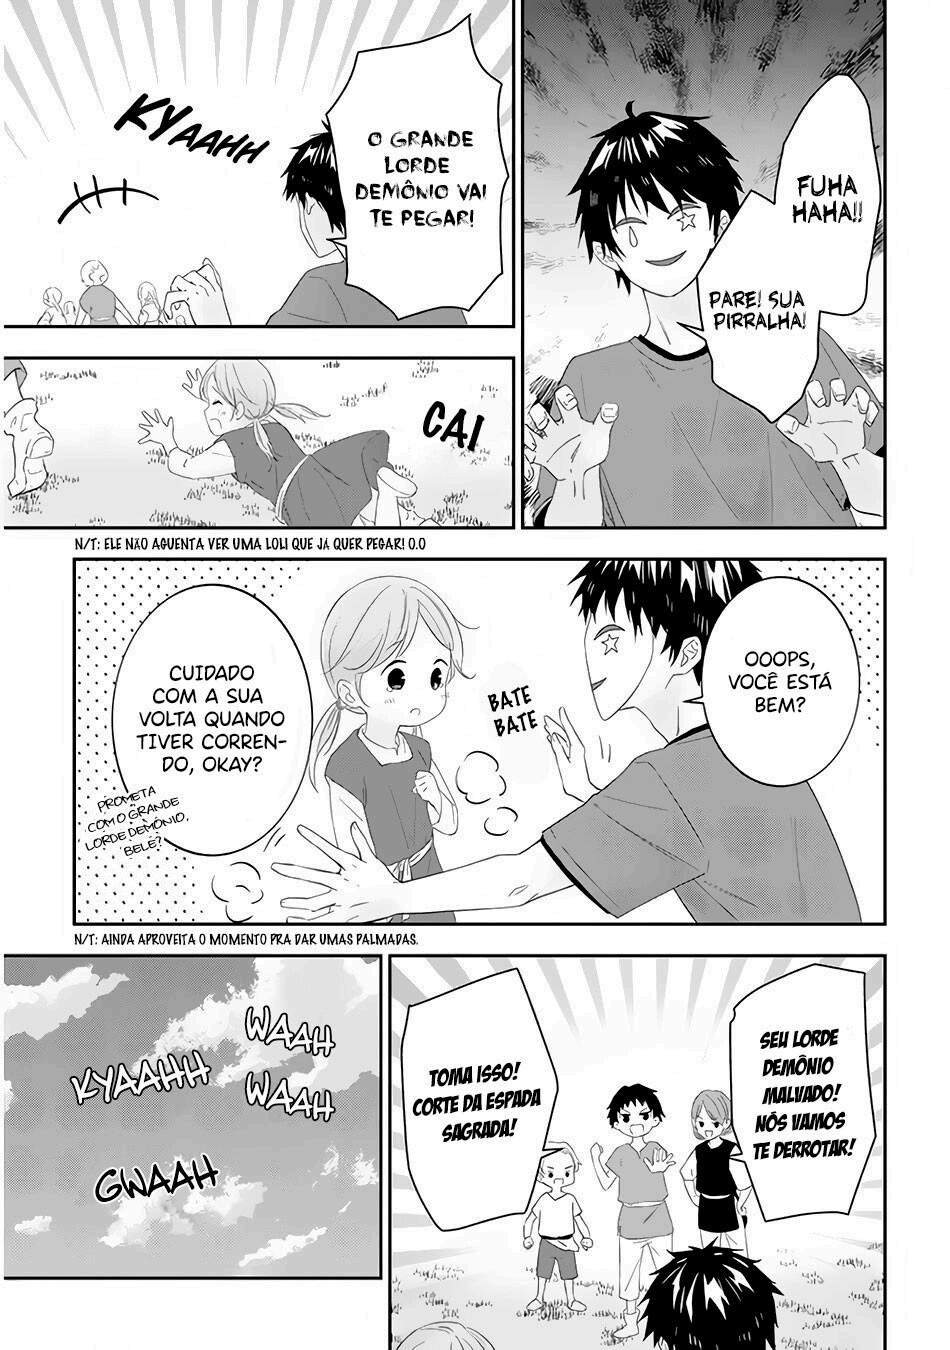 FUHA
HAHA!!
PARE! SUA
PIRRALHA!
O GRANDE
LORDE
DEMÔNIO VAI
TE PEGAR!
KYAAHH
CAI
N/T: ELE NÃO AGUENTA VER UMA LOLI QUE JÁ QUER PEGAR! O.O
OOOPS,
VOCÊ ESTÁ
BEM?
BATE
BATE
CUIDADO
COM A SUA
VOLTA QUANDO
TIVER CORREN-
DO, OKAY?
PROMETA
COM O GRANDE
LORDE DEMÔNIO,
BELE?
N/T: AINDA APROVEITA O MOMENTO PRA DAR UMAS PALMADAS.
SEU LORDE
DEMÔNIO
MALVADO!
NÓS VAMOS
TE DERROTAR!
TOMA ISSO!
CORTE DA ESPADA
SAGRADA!
WAAH
KYAAHH
WAAH
GWAAH